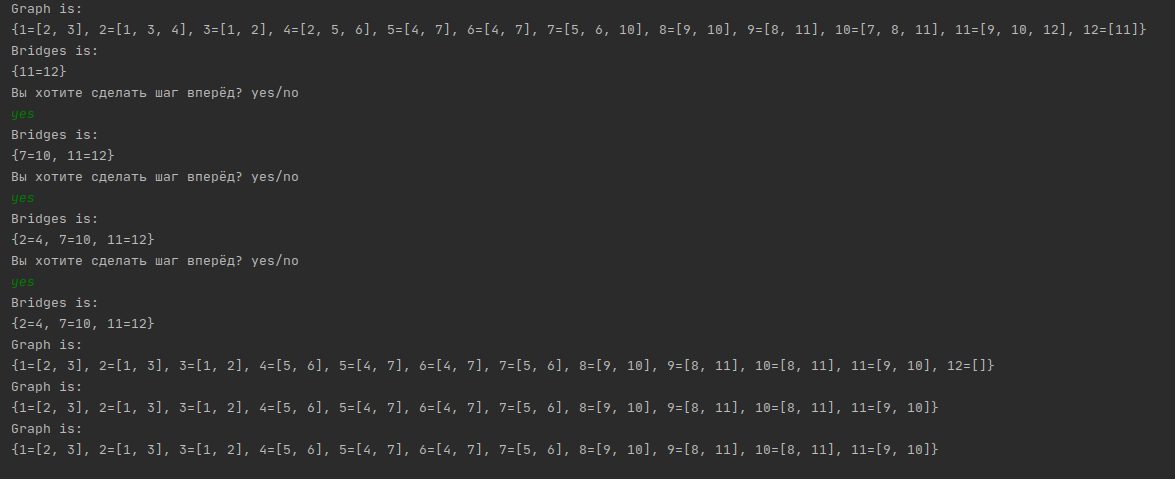 Graph is:
{1=[2, 3], 2=[1, 3, 4], 3=[1, 2], 4=[2, 5, 6], 5=[4, 7], 6=[4, 7], 7=[5, 6, 10], 8=[9, 10], 9=[8, 11], 10=[7, 8, 11], 11=[9, 10, 12], 12=[11]}
Bridges is:
{11=12}
Вы хотите сделать шаг вперёд? yes/no
yes
Bridges is:
{7=10, 11=12}
Вы хотите сделать шаг вперёд? yes/no
yes
Bridges is:
{2=4, 7=10, 11=12}
Вы хотите сделать шаг вперёд? yes/no
yes
Bridges is:
{2=4, 7=10, 11=12}
Graph is:
{1=[2, 3], 2=[1, 3], 3=[1, 2], 4=[5, 6], 5=[4, 7], 6=[4, 7], 7=[5, 6], 8=[9, 10], 9=[8, 11], 10=[8, 11], 11=[9, 10], 12=[]}
Graph is:
{1=[2, 3], 2=[1, 3], 3=[1, 2], 4=[5, 6], 5=[4, 7], 6=[4, 7], 7=[5, 6], 8=[9, 10], 9=[8, 11], 10=[8, 11], 11=[9, 10]}
Graph is:
{1=[2, 3], 2=[1, 3], 3=[1, 2], 4=[5, 6], 5=[4, 7], 6=[4, 7], 7=[5, 6], 8=[9, 10], 9=[8, 11], 10=[8, 11], 11=[9, 10]}